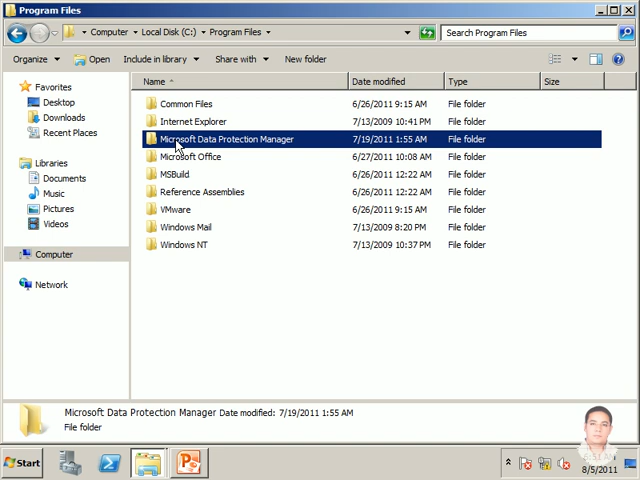 Program Files
Computer Local Disk (C:) Program Files
Search Program Files
Organize Open Include in library Share with New folder
Favorites
Desktop
Downloads
Recent Places
Libraries
Documents
Music
Pictures
Videos
Computer
Network
Name Date modified Type Size
Common Files 6/26/2011 9:15 AM File folder
Internet Explorer 7/13/2009 10:41 PM File folder
Microsoft Data Protection Manager 7/19/2011 1:55 AM File folder
Microsoft Office 6/27/2011 10:08 AM File folder
MSBuild 6/26/2011 12:22 AM File folder
Reference Assemblies 6/26/2011 12:22 AM File folder
VMware 6/26/2011 9:15 AM File folder
Windows Mail 7/13/2009 8:20 PM File folder
Windows NT 7/13/2009 10:37 PM File folder
Microsoft Data Protection Manager Date modified: 7/19/2011 1:55 AM
File folder
Start
8/5/2011